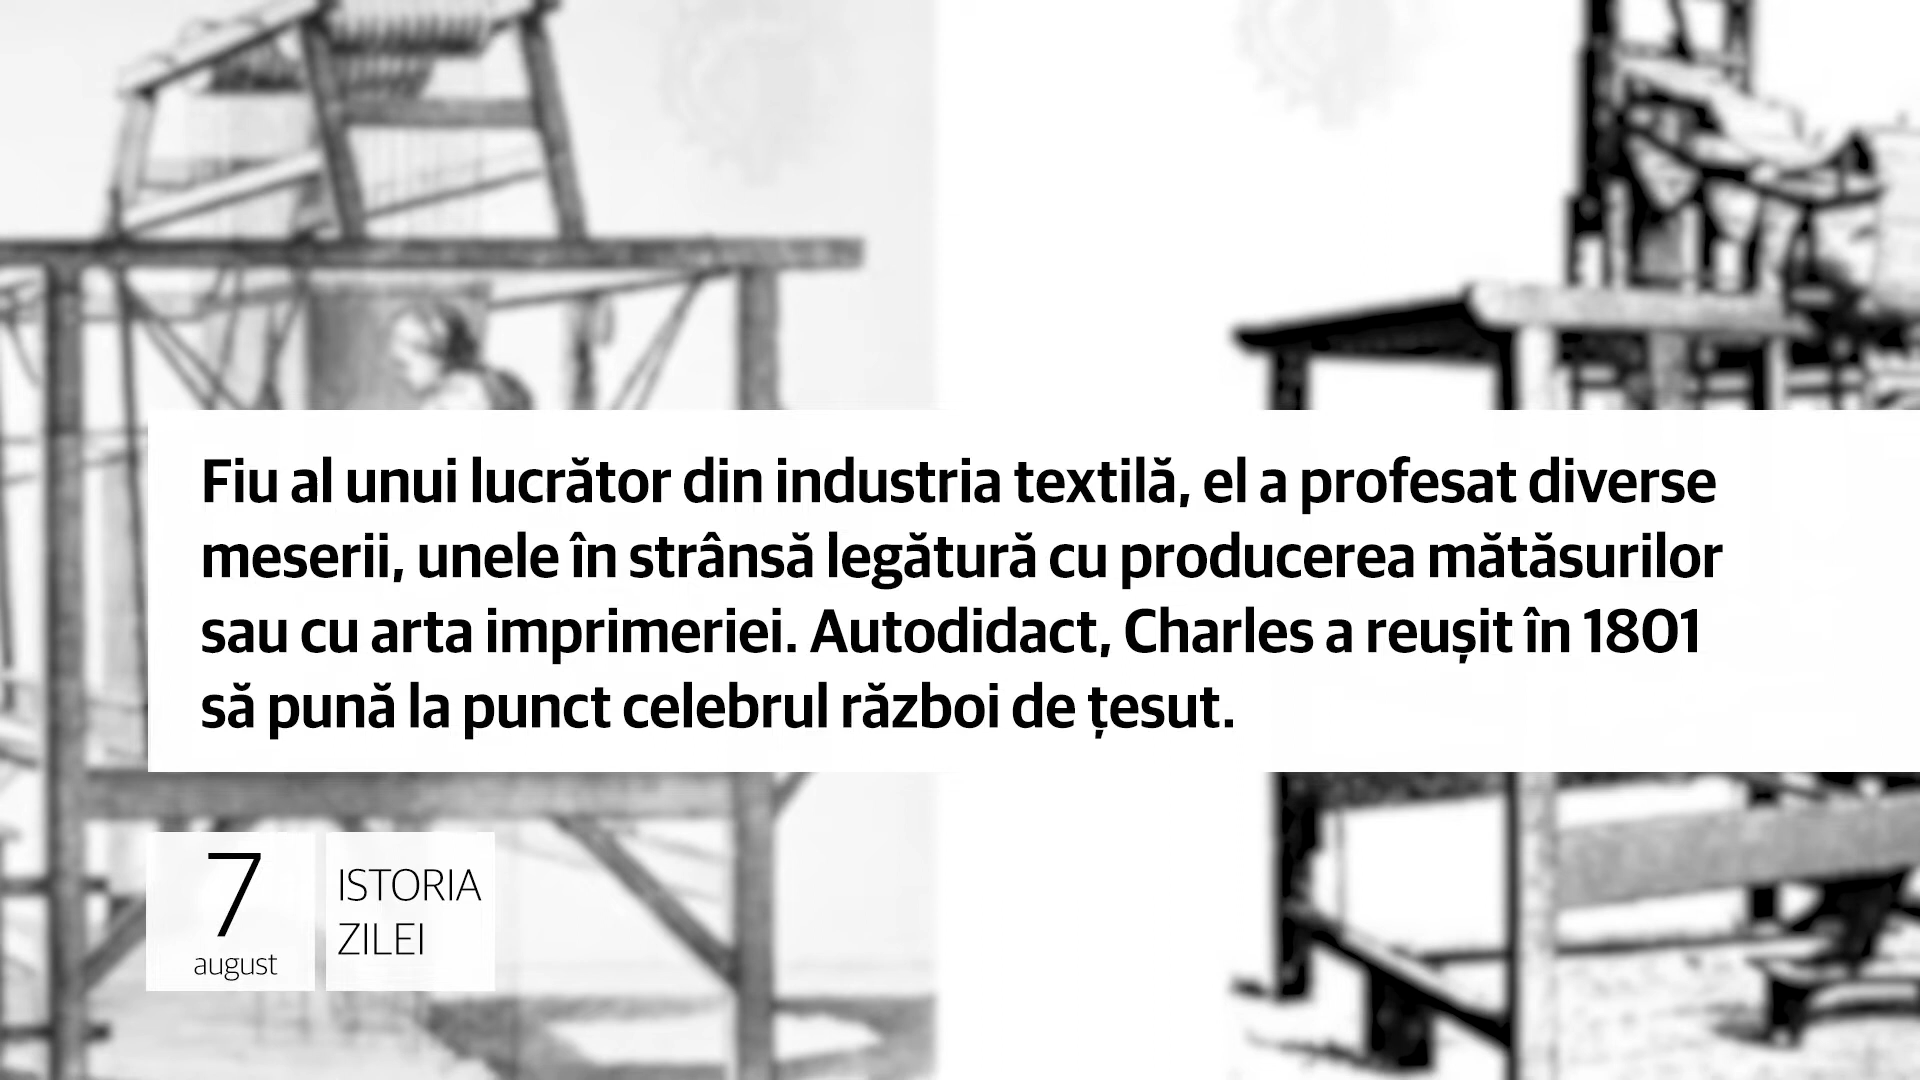 Fiu al unui lucrător din industria textilă, el a profesat diverse
meserii, unele în strânsă legătură cu producerea mătăsurilor
sau cu arta imprimeriei. Autodidact, Charles a reușit în 1801
să pună la punct celebrul război de țesut.
7
august
ISTORIA
ZILEI